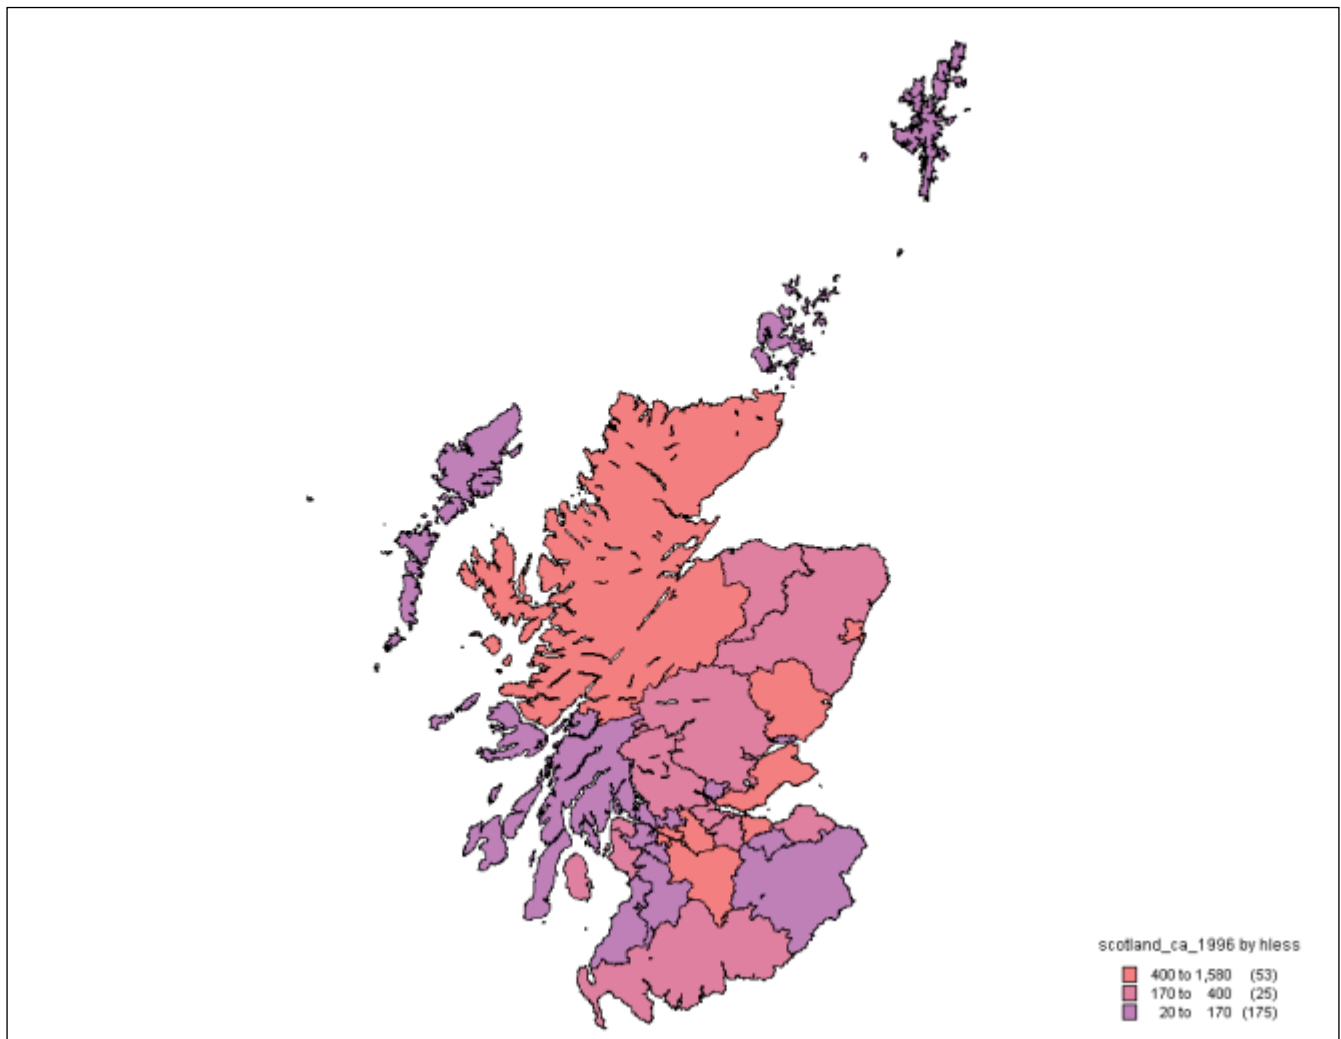 scotland_ca_1996 by hless
400 to 1,580 (53)
170 to 400 (25)
20 to 170 (175)